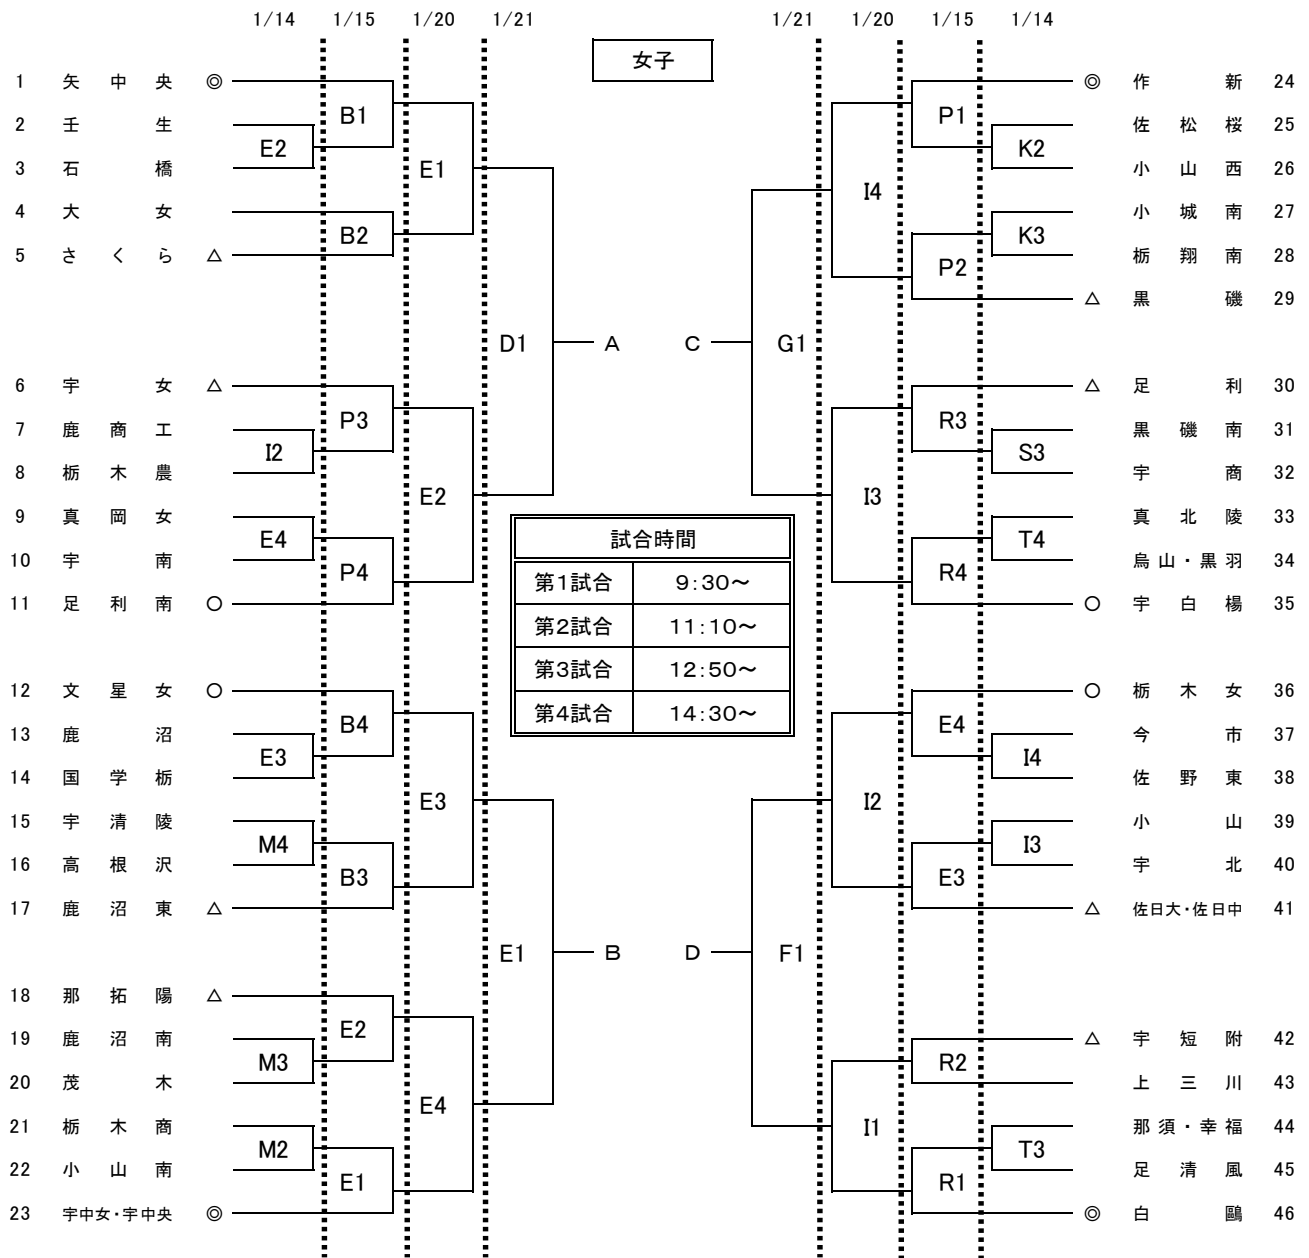 1/14 1/15 1/20 1/21 1/21 1/20 1/15 1/14
女子
1 矢中央 ◎
2 壬生
3 石橋
4 大女
5 さくら △
6 宇女 △
7 鹿商工
8 栃木農
9 真岡女
10 宇南
11 足利南 ○
12 文星女 ○
13 鹿沼
14 国学栃
15 宇清陵
16 高根沢
17 鹿沼東 △
18 那拓陽 △
19 鹿沼南
20 茂木
21 栃木商
22 小山南
23 宇中女・宇中央 ◎
E2
I2
E4
E3
M4
M3
M2
B1
B2
P3
P4
B4
B3
E2
E1
E1
E2
E3
E4
D1
E1
A
B
試合時間
第1試合 9:30～
第2試合 11:10～
第3試合 12:50～
第4試合 14:30～
C
D
G1
F1
I4
I3
I2
I1
P1
P2
R3
R4
E4
E3
R2
R1
K2
K3
S3
T4
I4
I3
T3
◎ 作新 24
佐松桜 25
小山西 26
小城南 27
栃翔南 28
△ 黒磯 29
△ 足利 30
黒磯南 31
宇商 32
真北陵 33
烏山・黒羽 34
○ 宇白楊 35
○ 栃木女 36
今市 37
佐野東 38
小山 39
宇北 40
△ 佐日大・佐日中 41
△ 宇短附 42
上三川 43
那須・幸福 44
足清風 45
◎ 白鷗 46